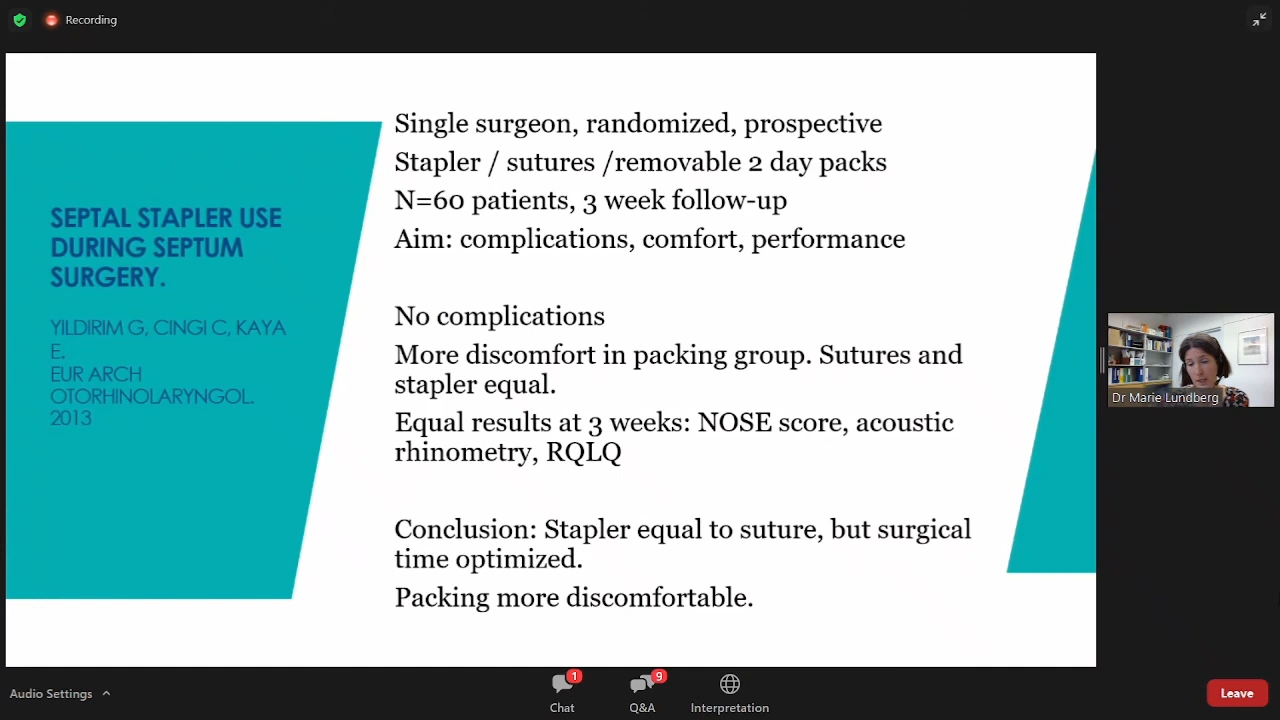 Recording
SEPTAL STAPLER USE
DURING SEPTUM
SURGERY.
YILDIRIM G, CINGI C, KAYA
E.
EUR ARCH
OTORHINOLARYNGOL.
2013
Single surgeon, randomized, prospective
Stapler / sutures /removable 2 day packs
N=60 patients, 3 week follow-up
Aim: complications, comfort, performance
No complications
More discomfort in packing group. Sutures and
stapler equal.
Equal results at 3 weeks: NOSE score, acoustic
rhinometry, RQLQ
Conclusion: Stapler equal to suture, but surgical
time optimized.
Packing more discomfortable.
Dr Marie Lundberg
Audio Settings
1
Chat
9
Q&A
Interpretation
Leave